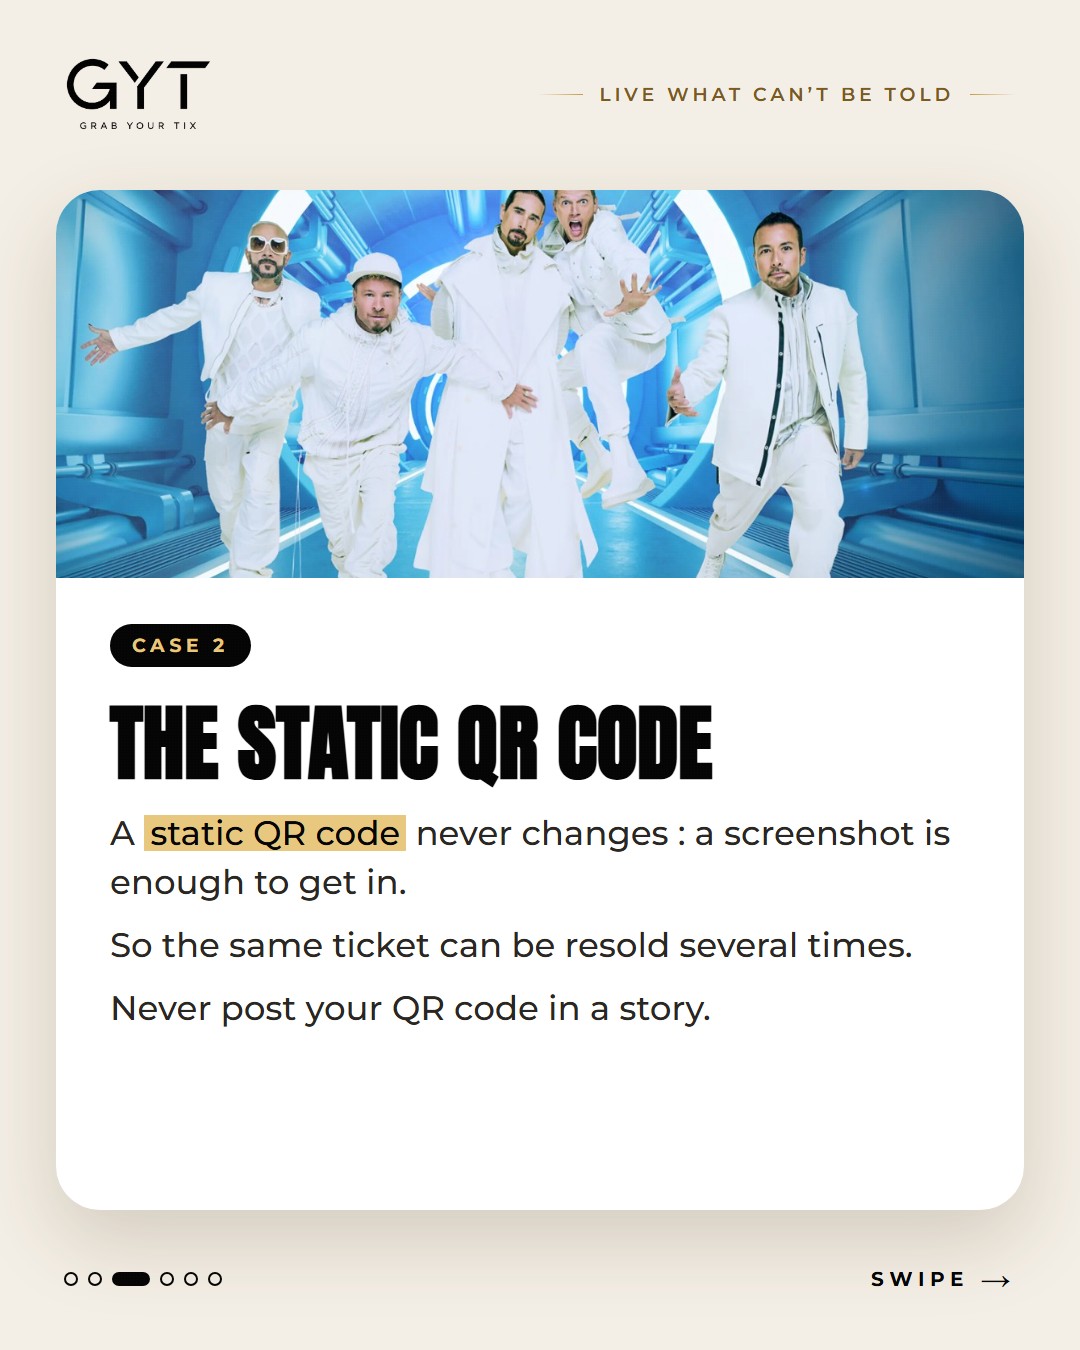 GYT
GRAB YOUR TIX
LIVE WHAT CAN’T BE TOLD
CASE 2
THE STATIC QR CODE
A static QR code never changes : a screenshot is
enough to get in.
So the same ticket can be resold several times.
Never post your QR code in a story.
SWIPE →